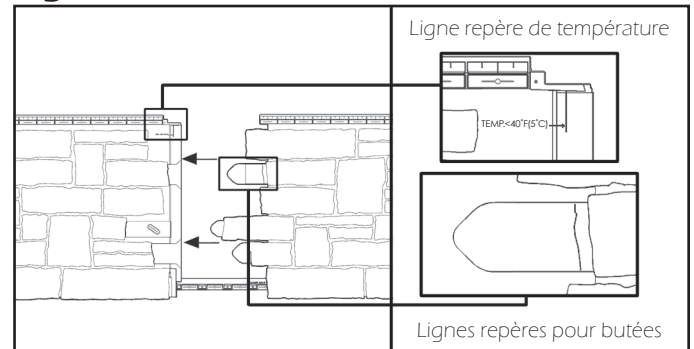 Ligne repère de température
TEMP.<40°F(5°C)
Lignes repères pour butées